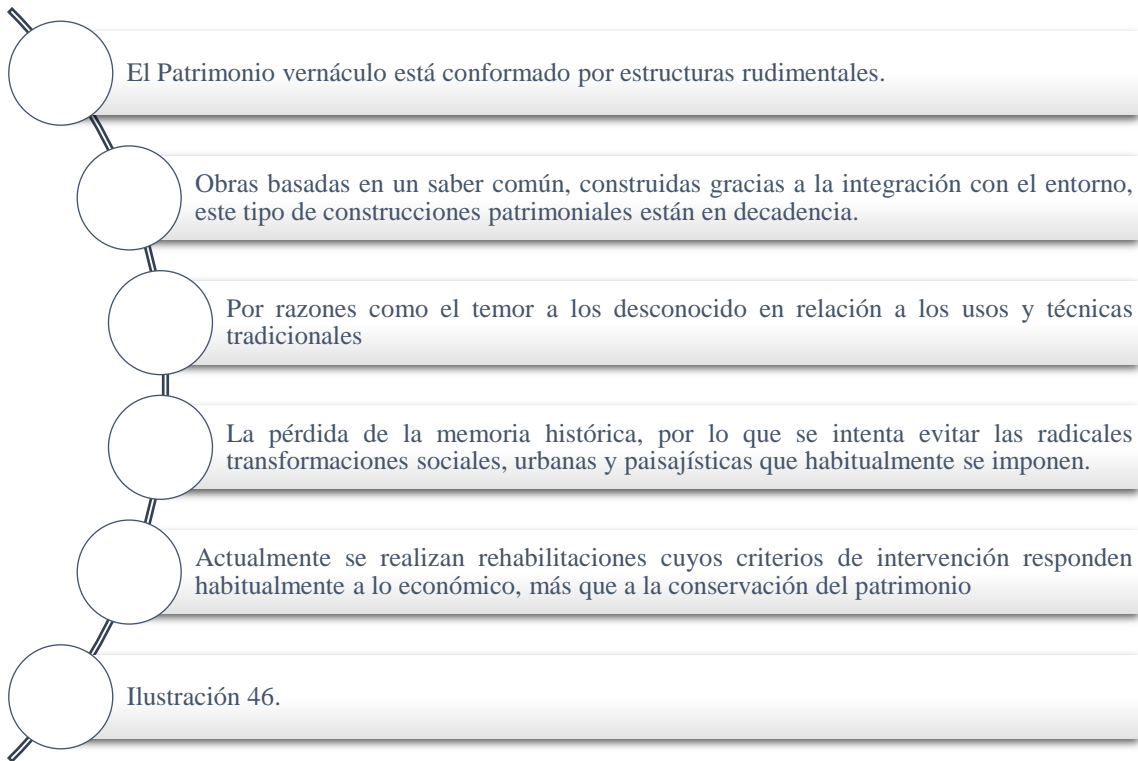 El Patrimonio vernáculo está conformado por estructuras rudimentales.
Obras basadas en un saber común, construidas gracias a la integración con el entorno,
este tipo de construcciones patrimoniales están en decadencia.
Por razones como el temor a los desconocido en relación a los usos y técnicas
tradicionales
La pérdida de la memoria histórica, por lo que se intenta evitar las radicales
transformaciones sociales, urbanas y paisajísticas que habitualmente se imponen.
Actualmente se realizan rehabilitaciones cuyos criterios de intervención responden
habitualmente a lo económico, más que a la conservación del patrimonio
Ilustración 46.